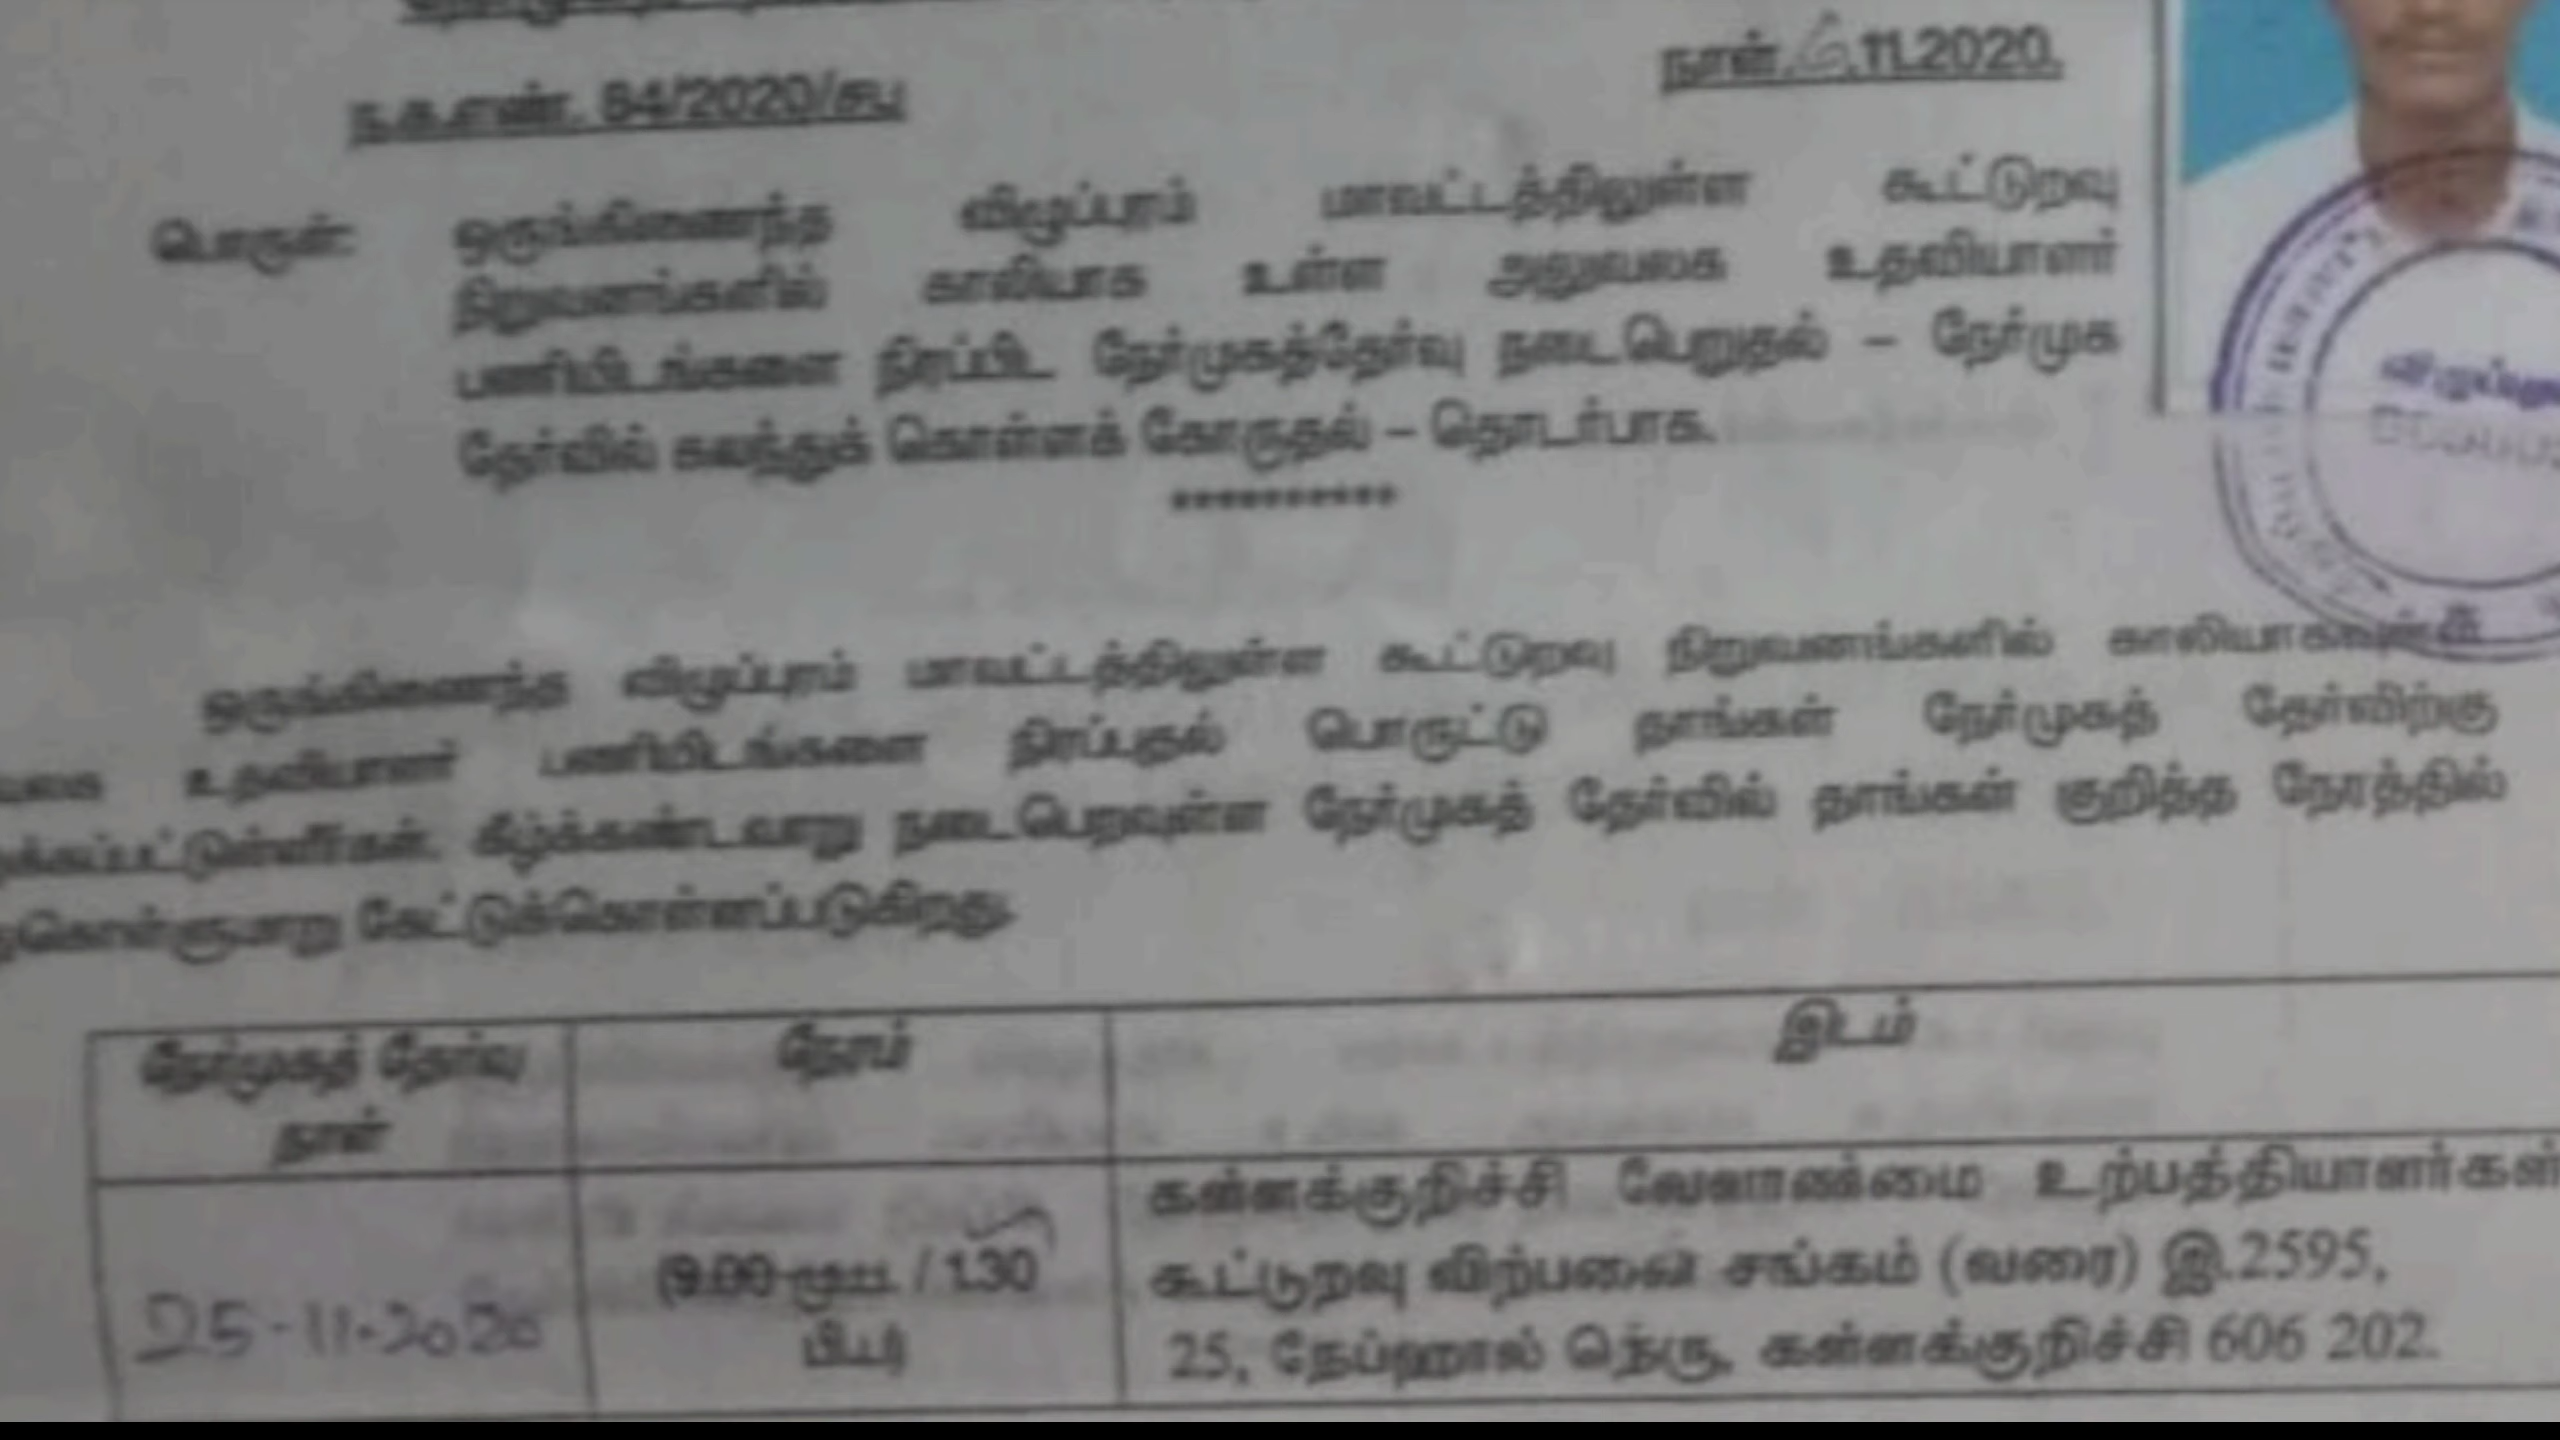 ந.க.எண். 84/2020/சபு
நாள். 6.11.2020.
பொருள்: ஒருங்கிணைந்த விழுப்புரம் மாவட்டத்திலுள்ள கூட்டுறவு
நிறுவனங்களில் காலியாக உள்ள அலுவலக உதவியாளர்
பணியிடங்களை நிரப்பிட நேர்முகத்தேர்வு நடைபெறுதல் – நேர்முக
தேர்வில் கலந்துக் கொள்ளக் கோருதல் – தொடர்பாக.
**********
ஒருங்கிணைந்த விழுப்புரம் மாவட்டத்திலுள்ள கூட்டுறவு நிறுவனங்களில் காலியாகவுள்ள
உதவியாளர் பணியிடங்களை நிரப்புதல் பொருட்டு தாங்கள் நேர்முகத் தேர்விற்கு
கீழ்க்கண்டவாறு நடைபெறவுள்ள நேர்முகத் தேர்வில் தாங்கள் குறித்த நேரத்தில்
கேட்டுக்கொள்ளப்படுகிறது.
நேர்முகத் தேர்வு நாள்
நேரம்
இடம்
25-11-2020
(9.00 மு.ப. / 1.30
பி.ப)
கள்ளக்குறிச்சி வேளாண்மை உற்பத்தியாளர்கள்
கூட்டுறவு விற்பனை சங்கம் (வரை) இ.2595,
25, நேப்ஹால் தெரு, கள்ளக்குறிச்சி 606 202.